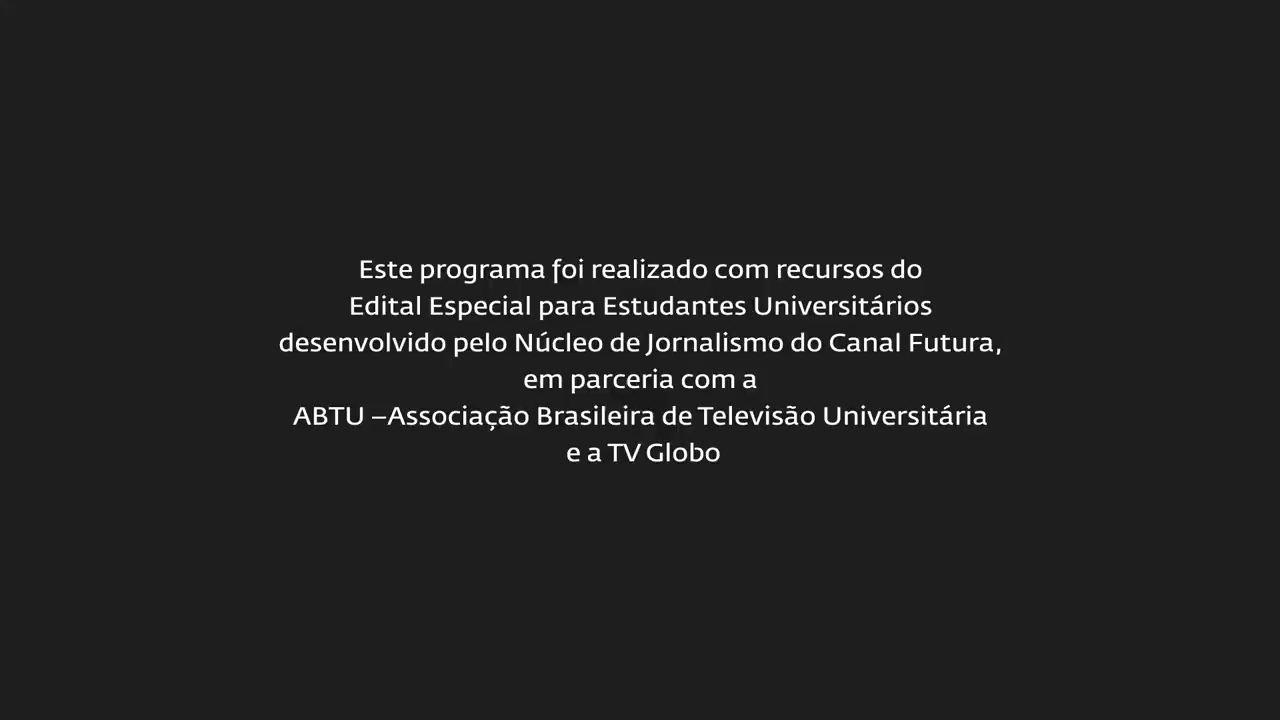 Este programa foi realizado com recursos do
Edital Especial para Estudantes Universitários
desenvolvido pelo Núcleo de Jornalismo do Canal Futura,
em parceria com a
ABTU –Associação Brasileira de Televisão Universitária
e a TV Globo